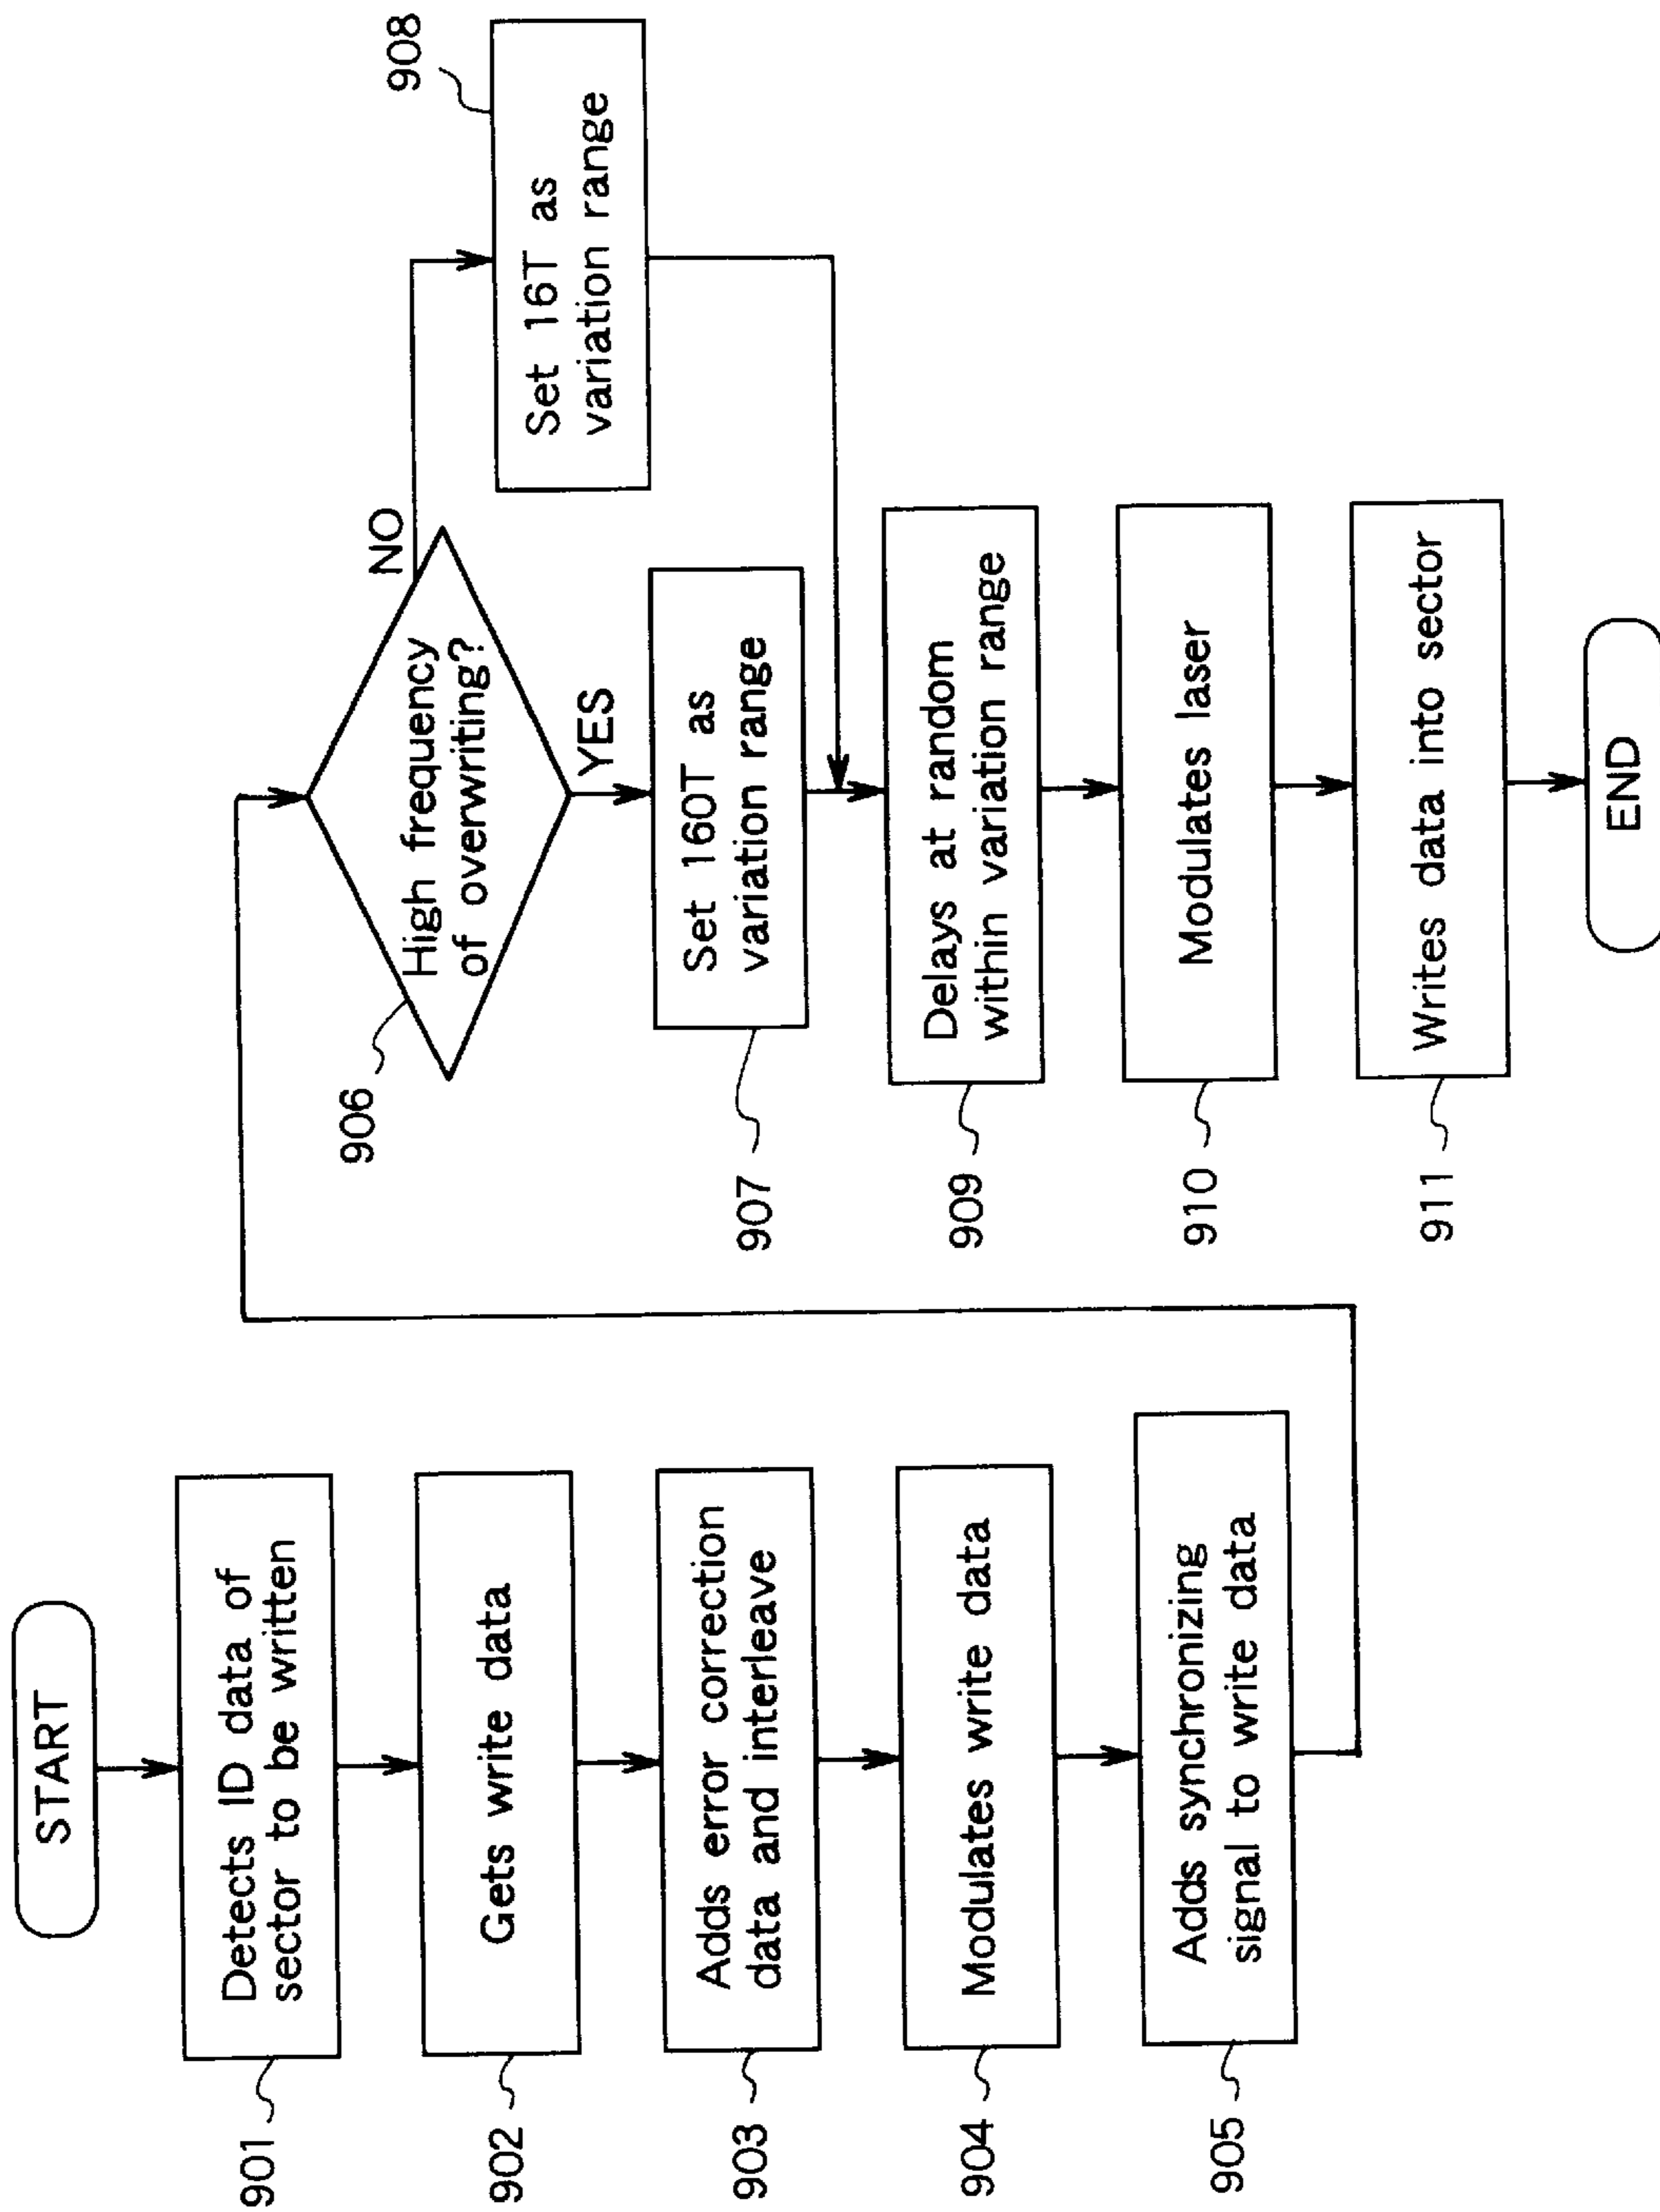 START
901
Detects ID data of
sector to be written
902
Gets write data
903
Adds error correction
data and interleave
904
Modulates write data
905
Adds synchronizing
signal to write data
906
High frequency
of overwriting?
NO
YES
907
Set 160T as
variation range
908
Set 16T as
variation range
909
Delays at random
within variation range
910
Modulates laser
911
Writes data into sector
END